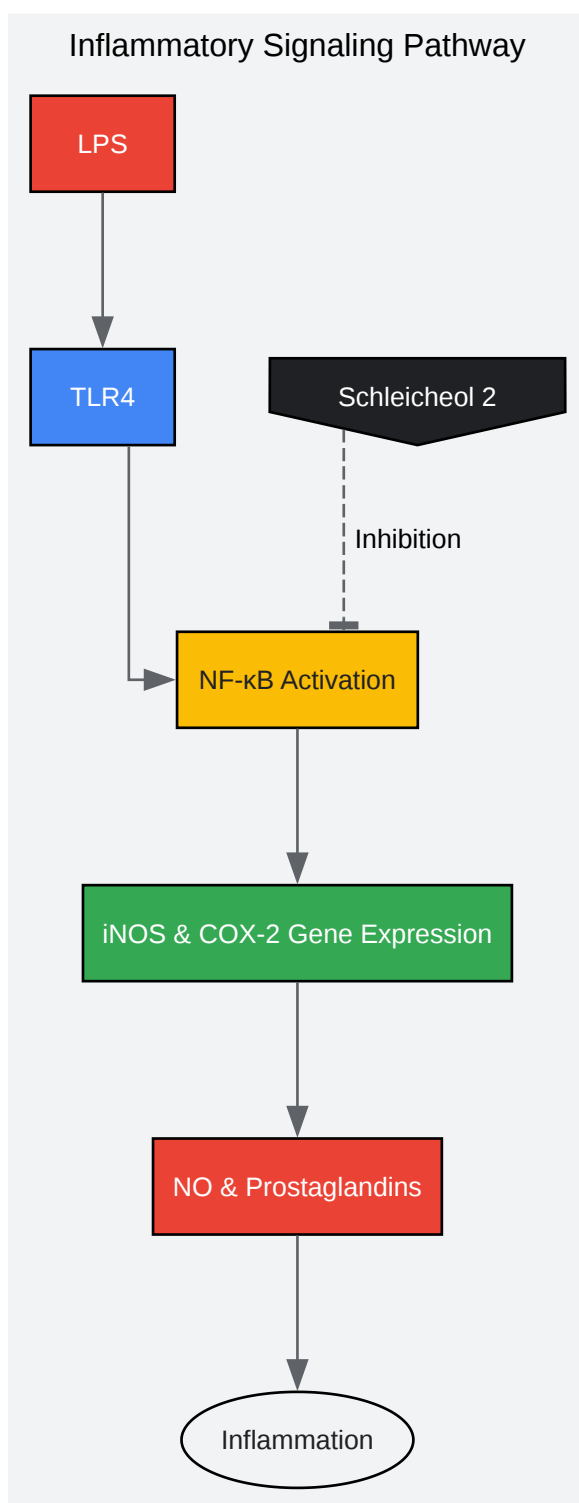 Inflammatory Signaling Pathway
LPS
TLR4
Schleicheol 2
Inhibition
NF-κB Activation
iNOS & COX-2 Gene Expression
NO & Prostaglandins
Inflammation